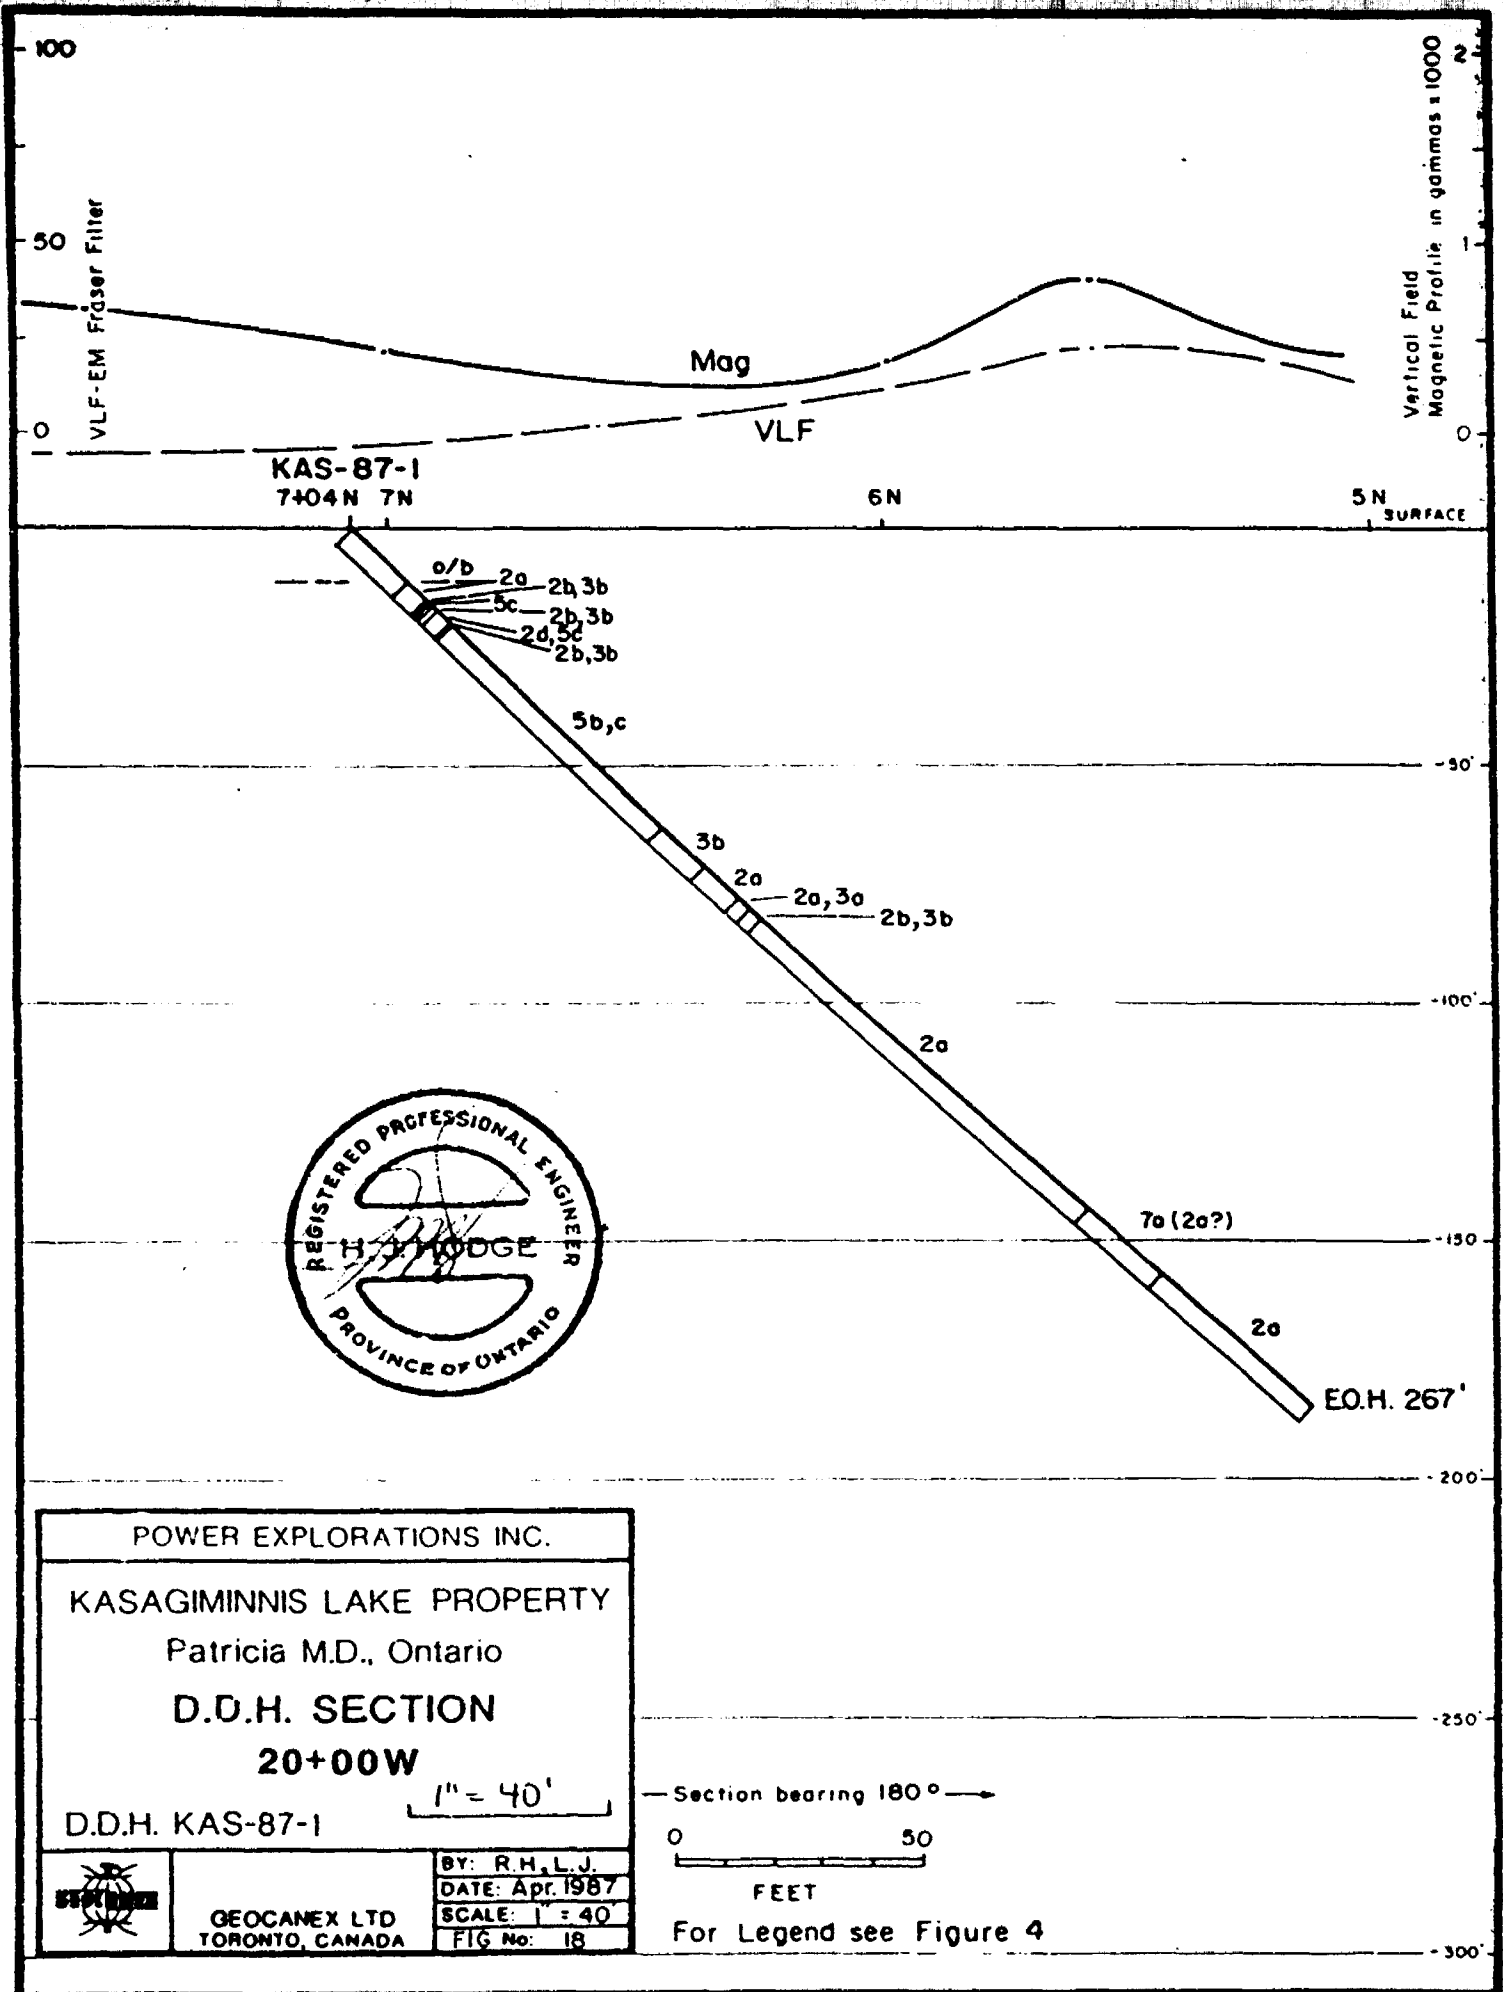 100
50
0
VLF-EM Fraser Filter
2
1
0
Vertical Field
Magnetic Profile in gammas x 1000
Mag
VLF
KAS-87-1
7+04N 7N 6N 5N
SURFACE
o/b
2a
2b,3b
5c
2b,3b
2d,5c
2b,3b
5b,c
-50'
3b
2a
2a,3a
2b,3b
-100'
2a
REGISTERED PROFESSIONAL ENGINEER
H. J. HODGE
PROVINCE OF ONTARIO
7a (2a?)
-150
2a
E.O.H. 267'
-200'
-250'
-300'
POWER EXPLORATIONS INC.
KASAGIMINNIS LAKE PROPERTY
Patricia M.D., Ontario
D.D.H. SECTION
20+00W
1" = 40'
D.D.H. KAS-87-1
GEOCANEX LTD
TORONTO, CANADA
BY: R.H., L.J.
DATE: Apr. 1987
SCALE: 1" = 40'
FIG No: 18
Section bearing 180°
0 50
FEET
For Legend see Figure 4